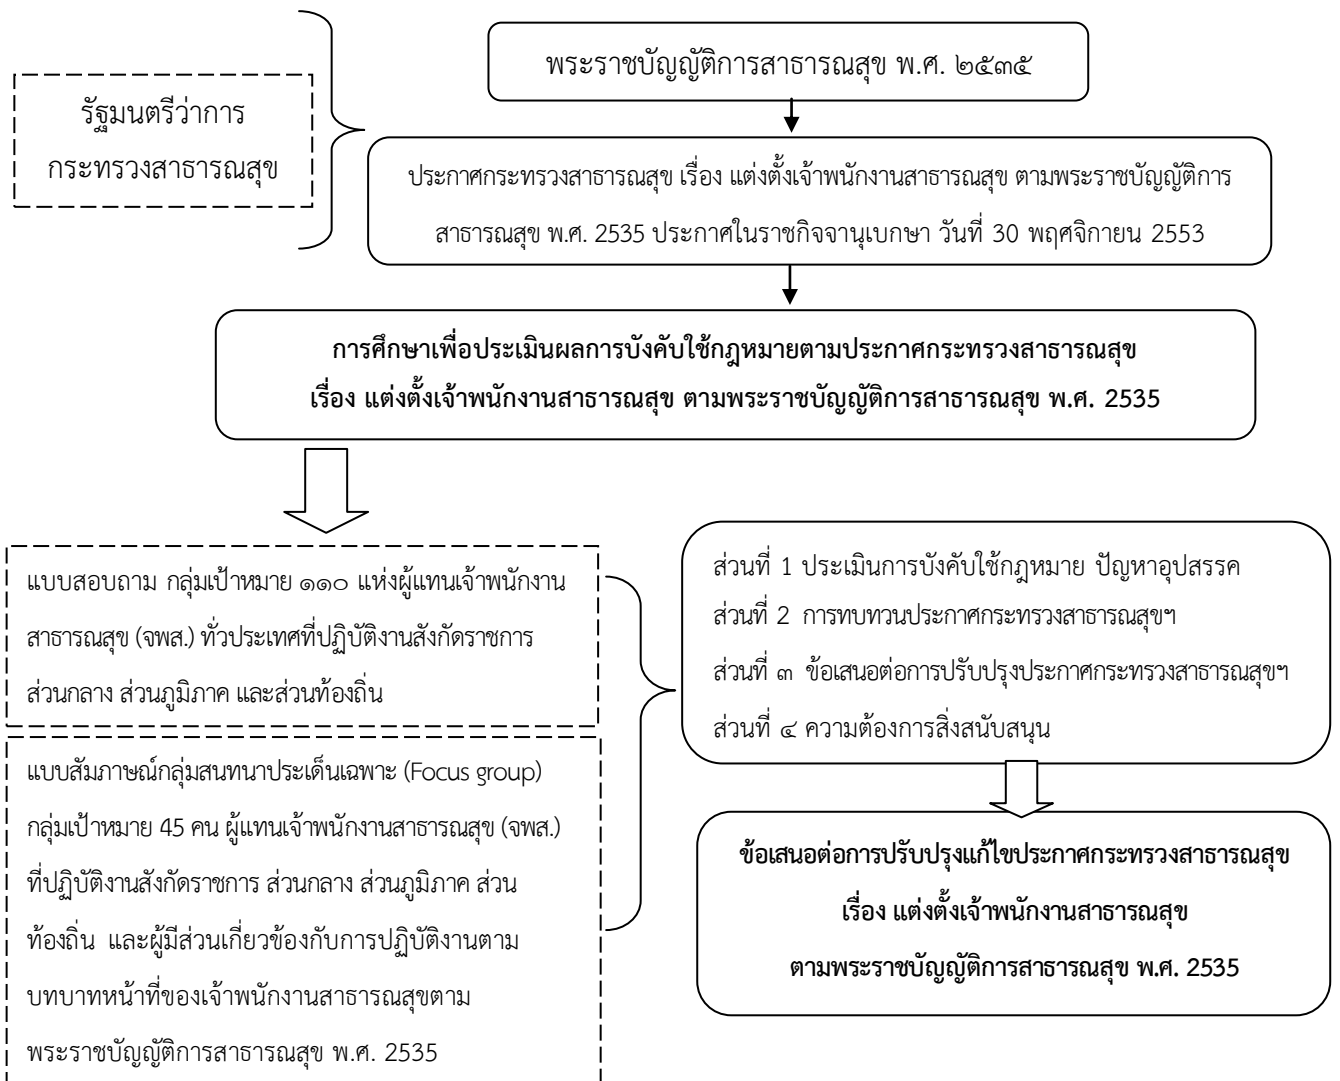 พระราชบัญญัติการสาธารณสุข พ.ศ. ๒๕๓๕
รัฐมนตรีว่าการ
กระทรวงสาธารณสุข
ประกาศกระทรวงสาธารณสุข เรื่อง แต่งตั้งเจ้าพนักงานสาธารณสุข ตามพระราชบัญญัติการ
สาธารณสุข พ.ศ. 2535 ประกาศในราชกิจจานุเบกษา วันที่ 30 พฤศจิกายน 2553
การศึกษาเพื่อประเมินผลการบังคับใช้กฎหมายตามประกาศกระทรวงสาธารณสุข
เรื่อง แต่งตั้งเจ้าพนักงานสาธารณสุข ตามพระราชบัญญัติการสาธารณสุข พ.ศ. 2535
แบบสอบถาม กลุ่มเป้าหมาย ๑๑๐ แห่งผู้แทนเจ้าพนักงาน
สาธารณสุข (จพส.) ทั่วประเทศที่ปฏิบัติงานสังกัดราชการ
ส่วนกลาง ส่วนภูมิภาค และส่วนท้องถิ่น
แบบสัมภาษณ์กลุ่มสนทนาประเด็นเฉพาะ (Focus group)
กลุ่มเป้าหมาย 45 คน ผู้แทนเจ้าพนักงานสาธารณสุข (จพส.)
ที่ปฏิบัติงานสังกัดราชการ ส่วนกลาง ส่วนภูมิภาค ส่วน
ท้องถิ่น และผู้มีส่วนเกี่ยวข้องกับการปฏิบัติงานตาม
บทบาทหน้าที่ของเจ้าพนักงานสาธารณสุขตาม
พระราชบัญญัติการสาธารณสุข พ.ศ. 2535
ส่วนที่ 1 ประเมินการบังคับใช้กฎหมาย ปัญหาอุปสรรค
ส่วนที่ 2 การทบทวนประกาศกระทรวงสาธารณสุขฯ
ส่วนที่ ๓ ข้อเสนอต่อการปรับปรุงประกาศกระทรวงสาธารณสุขฯ
ส่วนที่ ๔ ความต้องการสิ่งสนับสนุน
ข้อเสนอต่อการปรับปรุงแก้ไขประกาศกระทรวงสาธารณสุข
เรื่อง แต่งตั้งเจ้าพนักงานสาธารณสุข
ตามพระราชบัญญัติการสาธารณสุข พ.ศ. 2535